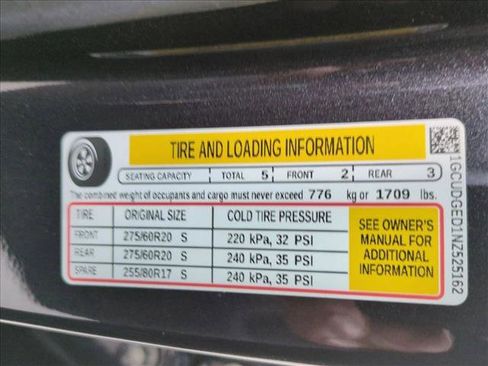 TIRE AND LOADING INFORMATION
SEATING CAPACITY TOTAL 5 FRONT 2 REAR 3
The combined weight of occupants and cargo must never exceed 776 kg or 1709 lbs.
TIRE ORIGINAL SIZE COLD TIRE PRESSURE
FRONT 275/60R20 S 220 kPa, 32 PSI
REAR 275/60R20 S 240 kPa, 35 PSI
SPARE 255/80R17 S 240 kPa, 35 PSI
SEE OWNER'S
MANUAL FOR
ADDITIONAL
INFORMATION
1GCUDGED1NZ525162